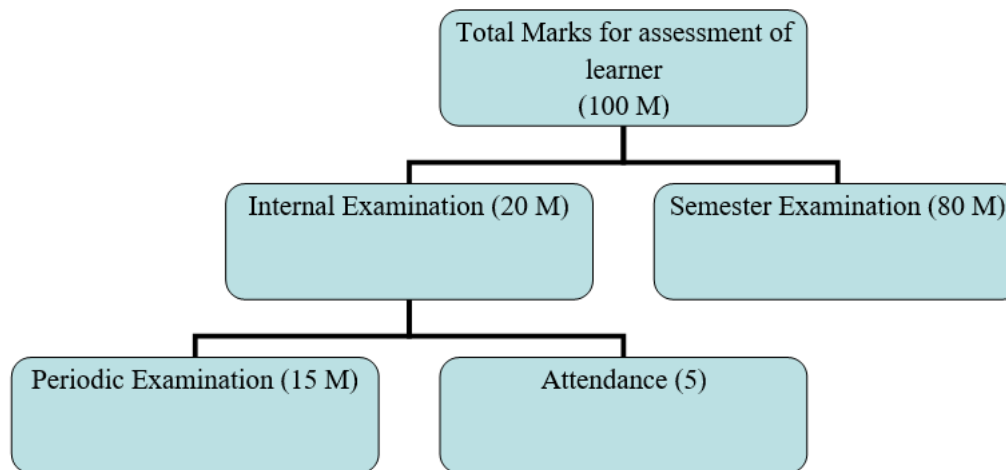 Total Marks for assessment of
learner
(100 M)
Internal Examination (20 M)
Semester Examination (80 M)
Periodic Examination (15 M)
Attendance (5)